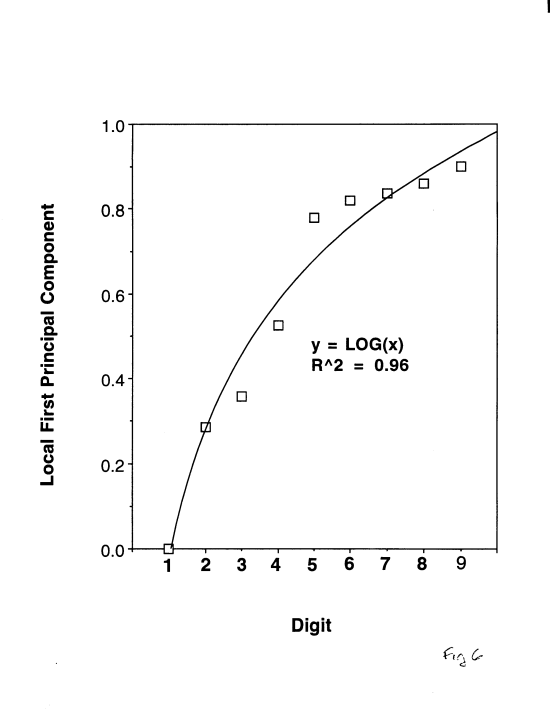 1.0
0.8
0.6
0.4
0.2
0.0
Local First Principal Component
y = LOG(x)
R^2 = 0.96
1 2 3 4 5 6 7 8 9
Digit
Fig 6